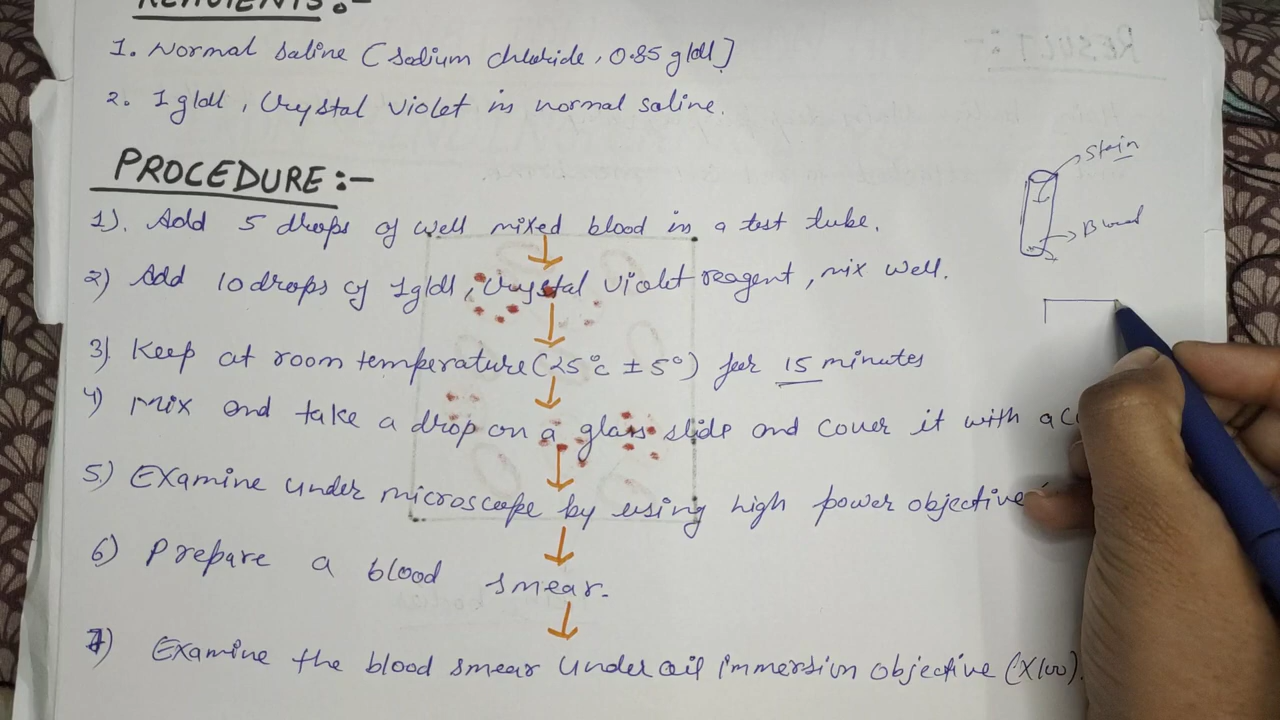 REAGENTS:-
1. Normal saline (Sodium chloride, 0.85 g/dl]
2. 1g/dl, Crystal Violet in normal saline.
PROCEDURE:-
1). Add 5 drops of well mixed blood in a test tube.
2) Add 10 drops of 1g/dl, Crystal Violet reagent, mix well.
3) Keep at room temperature (25°c ± 5°) for 15 minutes
4) Mix and take a drop on a glass slide and cover it with a
5.) Examine under microscope by using high power objective
6) Prepare a blood smear.
7) Examine the blood smear under oil immersion objective (X100).
Stain
Blood
RESULT:-